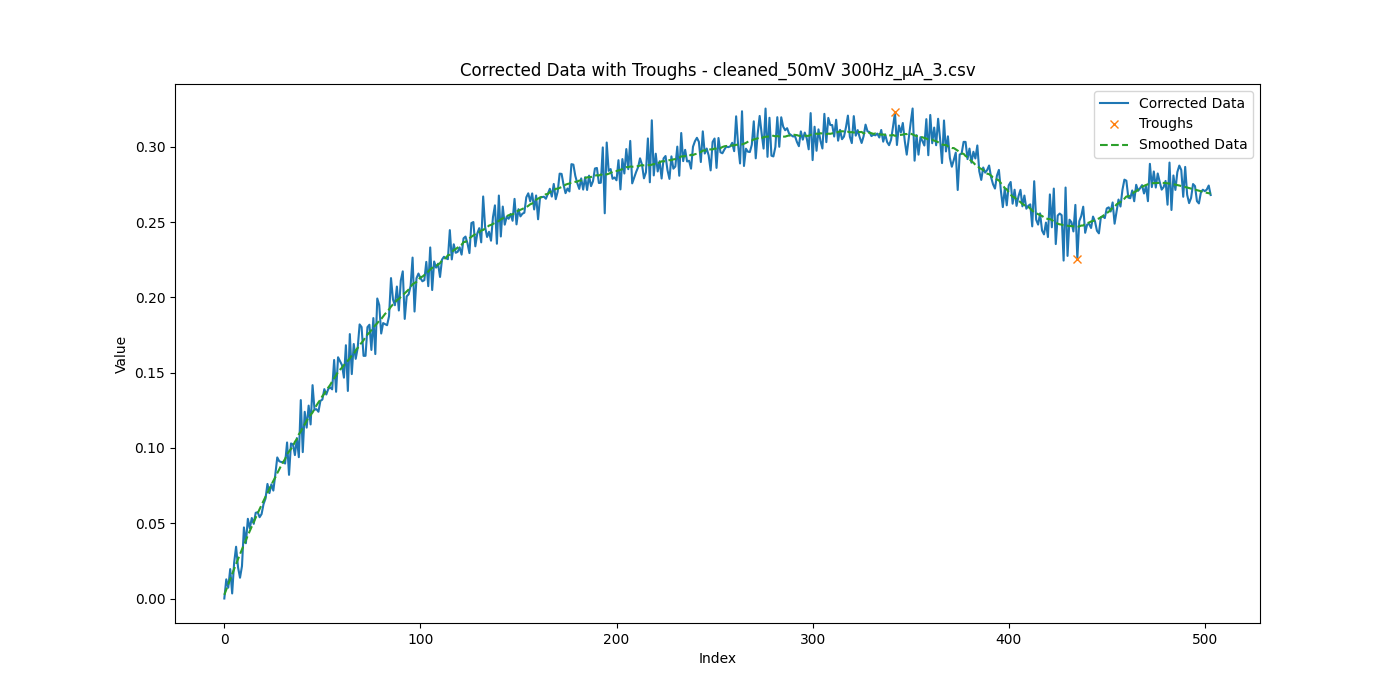 Corrected Data with Troughs - cleaned_50mV 300Hz_μA_3.csv
Corrected Data
Troughs
Smoothed Data
Value
0.30
0.25
0.20
0.15
0.10
0.05
0.00
0 100 200 300 400 500
Index